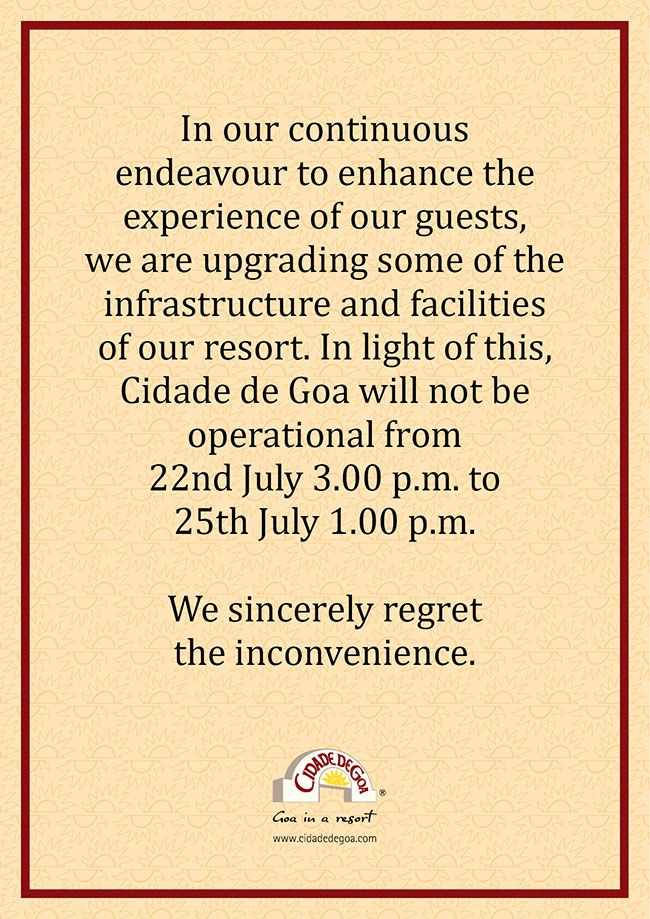 In our continuous
endeavour to enhance the
experience of our guests,
we are upgrading some of the
infrastructure and facilities
of our resort. In light of this,
Cidade de Goa will not be
operational from
22nd July 3.00 p.m. to
25th July 1.00 p.m.
We sincerely regret
the inconvenience.
CIDADE DE GOA ®
Goa in a resort
www.cidadedegoa.com